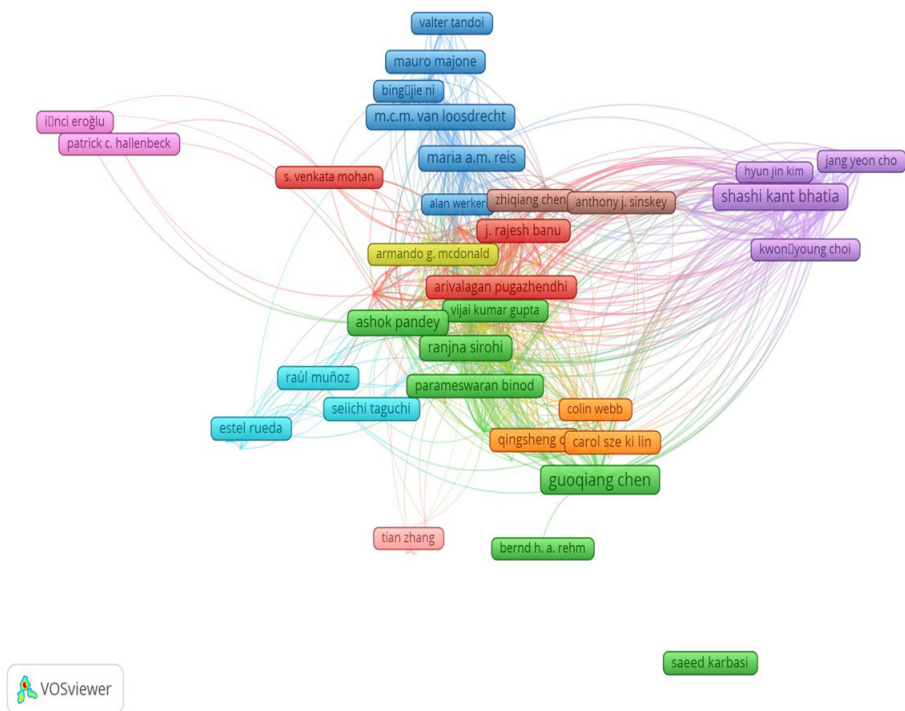 valter tandoi
mauro majone
bing▯jie ni
m.c.m. van loosdrecht
i▯nci eroğlu
patrick c. hallenbeck
maria a.m. reis
jang yeon cho
hyun jin kim
s. venkata mohan
shashi kant bhatia
alan werker
zhiqiang chen
anthony j. sinskey
j. rajesh banu
kwon▯young choi
armando g. mcdonald
arivalagan pugazhendhi
vijai kumar gupta
ashok pandey
ranjna sirohi
raúl muñoz
parameswaran binod
seiichi taguchi
colin webb
estel rueda
qingsheng
carol sze ki lin
guoqiang chen
tian zhang
bernd h. a. rehm
saeed karbasi
VOSviewer